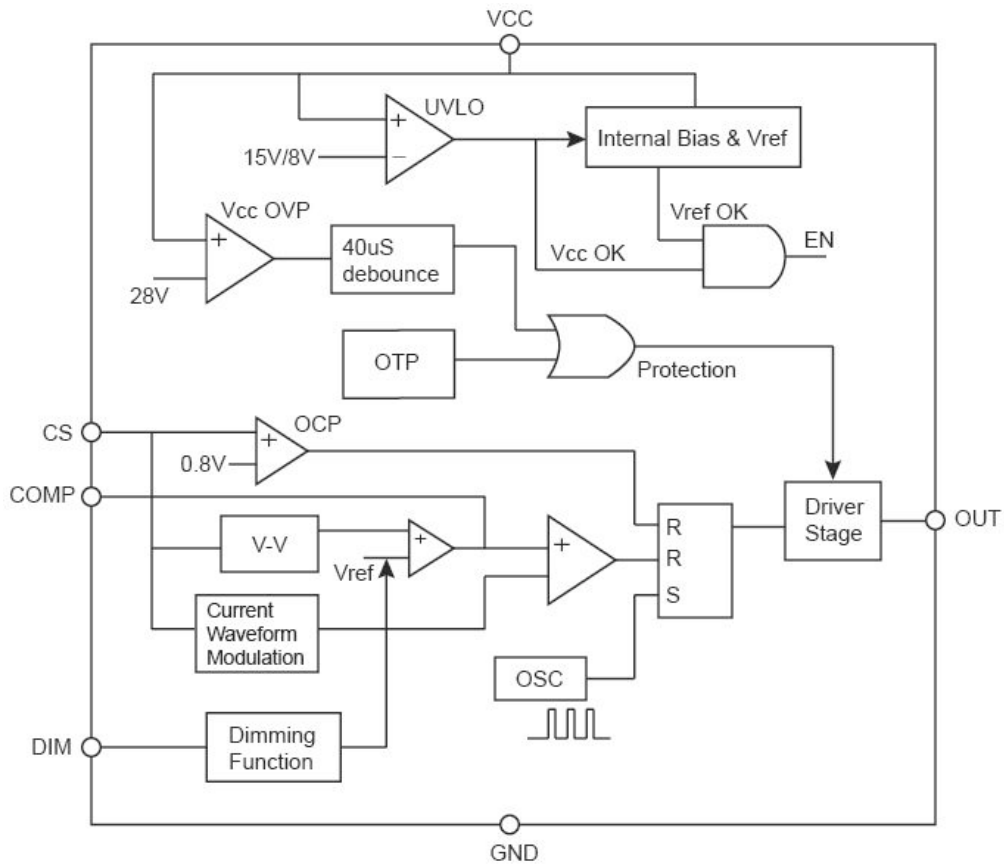 VCC
UVLO
+
15V/8V
−
Internal Bias & Vref
Vcc OVP
+
28V
40uS
debounce
Vref OK
Vcc OK
EN
OTP
Protection
CS
OCP
+
0.8V
COMP
V-V
+
Vref
+
R
R
S
Driver
Stage
OUT
Current
Waveform
Modulation
OSC
DIM
Dimming
Function
GND